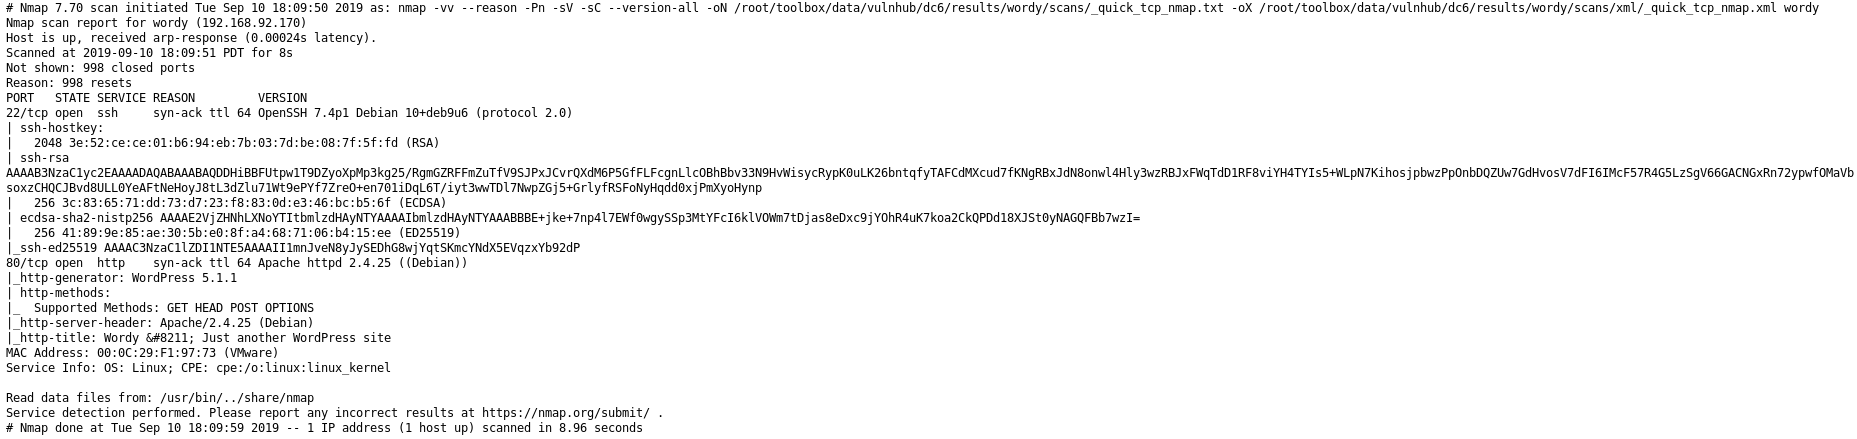 # Nmap 7.70 scan initiated Tue Sep 10 18:09:50 2019 as: nmap -vv --reason -Pn -sV -sC --version-all -oN /root/toolbox/data/vulnhub/dc6/results/wordy/scans/_quick_tcp_nmap.txt -oX /root/toolbox/data/vulnhub/dc6/results/wordy/scans/xml/_quick_tcp_nmap.xml wordy
Nmap scan report for wordy (192.168.92.170)
Host is up, received arp-response (0.00024s latency).
Scanned at 2019-09-10 18:09:51 PDT for 8s
Not shown: 998 closed ports
Reason: 998 resets
PORT   STATE SERVICE REASON         VERSION
22/tcp open  ssh     syn-ack ttl 64 OpenSSH 7.4p1 Debian 10+deb9u6 (protocol 2.0)
| ssh-hostkey:
|   2048 3e:52:ce:ce:01:b6:94:eb:7b:03:7d:be:08:7f:5f:fd (RSA)
| ssh-rsa
AAAAB3NzaC1yc2EAAAADAQABAAABAQDDHiBBFUtpw1T9DZyoXpMp3kg25/RgmGZRFFmZuTfV9SJPxJCvrQXdM6P5GfFLFcgnLlcOBhBbv33N9HvWisycRypK0uLK26bntqfyTAFCdMXcud7fKNgRBxJdN8onwl4Hly3wzRBJxFWqTdD1RF8viYH4TYIs5+WLpN7KihosjpbwzPpOnbDQZUw7GdHvosV7dFI6IMcF57R4G5LzSgV66GACNGxRn72ypwfOMaVb
soxzCHQCJBvd8ULL0YeAYfNeHoyJ8tL3dZlu71Wt9ePYf7ZreO+en701iDqL6T/iyt3wwTDl7NwpZGj5+GrlyfRSFoNyHqdd0xjPmXyoHynp
|   256 3c:83:65:71:dd:73:d7:23:f8:83:0d:e3:46:bc:b5:6f (ECDSA)
| ecdsa-sha2-nistp256 AAAAE2VjZHNhLXNoYTItbmlzdHAyNTYAAAAIbmlzdHAyNTYAAABBBE+jke+7np4l7EWf0wgySSp3MtYFcI6klVOWm7tDjas8eDxc9jYOhR4uK7koa2CkQPDd18XJSt0yNAGQFBb7wzI=
|   256 41:89:9e:85:ae:30:5b:e0:8f:a4:68:71:06:b4:15:ee (ED25519)
|_ssh-ed25519 AAAAC3NzaC1lZDI1NTE5AAAAII1mnJveN8yJySEDhG8wjYqtSKmcYNdX5EVqzxYb92dP
80/tcp open  http    syn-ack ttl 64 Apache httpd 2.4.25 ((Debian))
|_http-generator: WordPress 5.1.1
| http-methods:
|_  Supported Methods: GET HEAD POST OPTIONS
|_http-server-header: Apache/2.4.25 (Debian)
|_http-title: Wordy &#8211; Just another WordPress site
MAC Address: 00:0C:29:F1:97:73 (VMware)
Service Info: OS: Linux; CPE: cpe:/o:linux:linux_kernel

Read data files from: /usr/bin/../share/nmap
Service detection performed. Please report any incorrect results at https://nmap.org/submit/ .
# Nmap done at Tue Sep 10 18:09:59 2019 -- 1 IP address (1 host up) scanned in 8.96 seconds